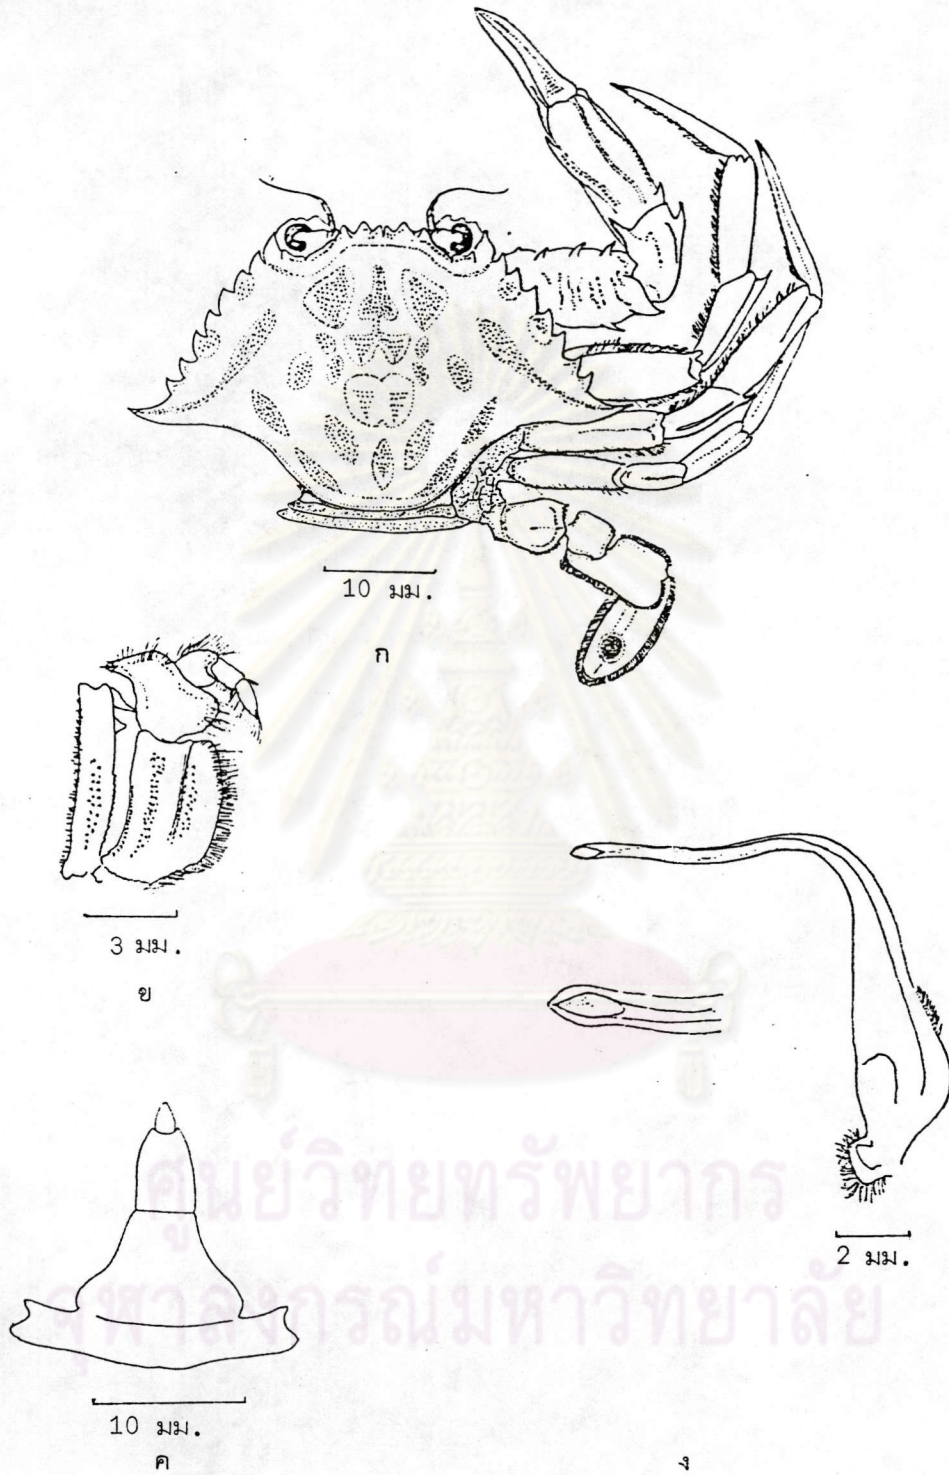 10 มม.
ก
3 มม.
ข
2 มม.
10 มม.
ค
ง
ศูนย์วิทยทรัพยากร
จุฬาลงกรณ์มหาวิทยาลัย